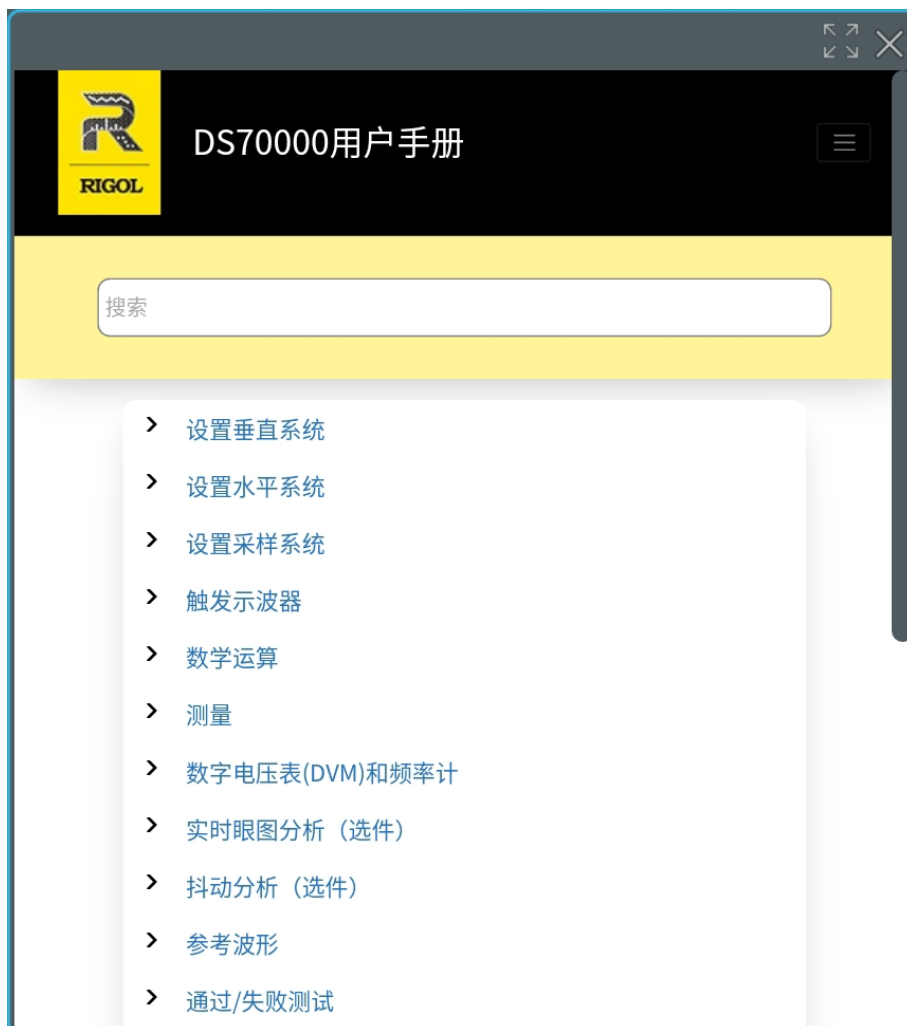 RIGOL
DS70000用户手册
搜索
设置垂直系统
设置水平系统
设置采样系统
触发示波器
数学运算
测量
数字电压表(DVM)和频率计
实时眼图分析（选件）
抖动分析（选件）
参考波形
通过/失败测试